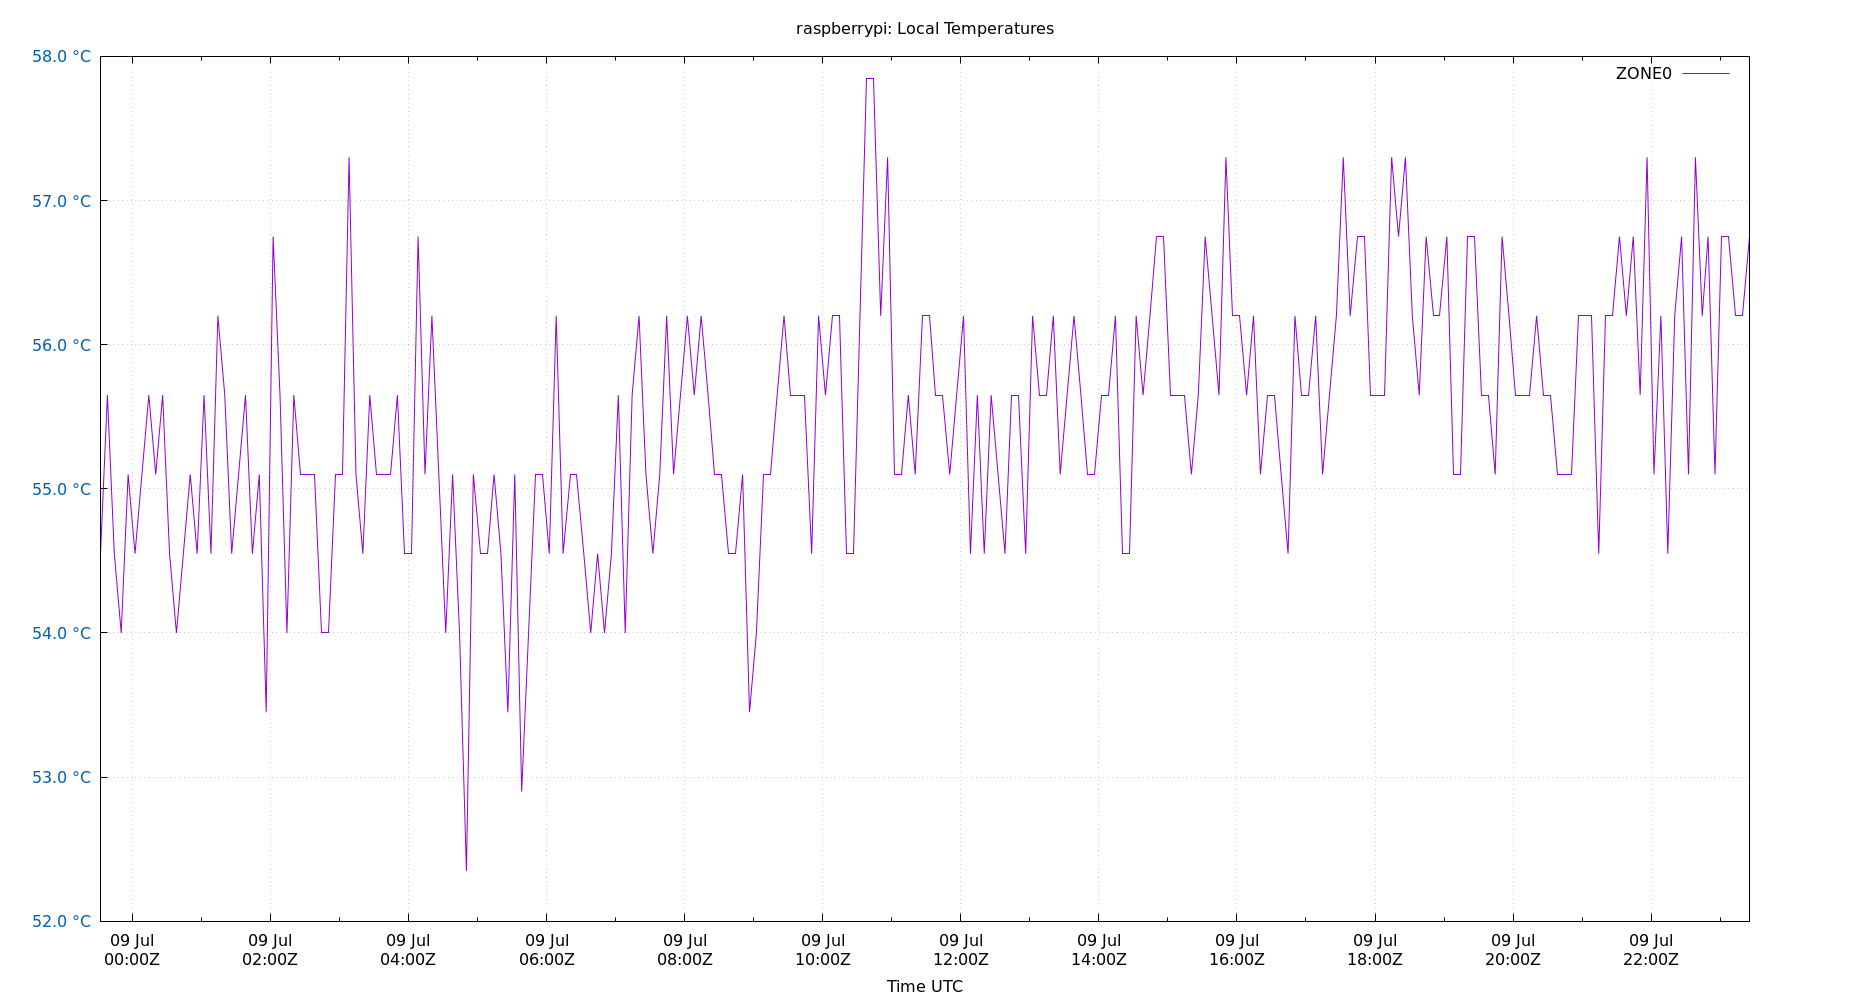 raspberrypi: Local Temperatures
58.0 °C
ZONE0
57.0 °C
56.0 °C
55.0 °C
54.0 °C
53.0 °C
52.0 °C
09 Jul 09 Jul 09 Jul 09 Jul 09 Jul 09 Jul 09 Jul 09 Jul 09 Jul 09 Jul 09 Jul 09 Jul
00:00Z 02:00Z 04:00Z 06:00Z 08:00Z 10:00Z 12:00Z 14:00Z 16:00Z 18:00Z 20:00Z 22:00Z
Time UTC